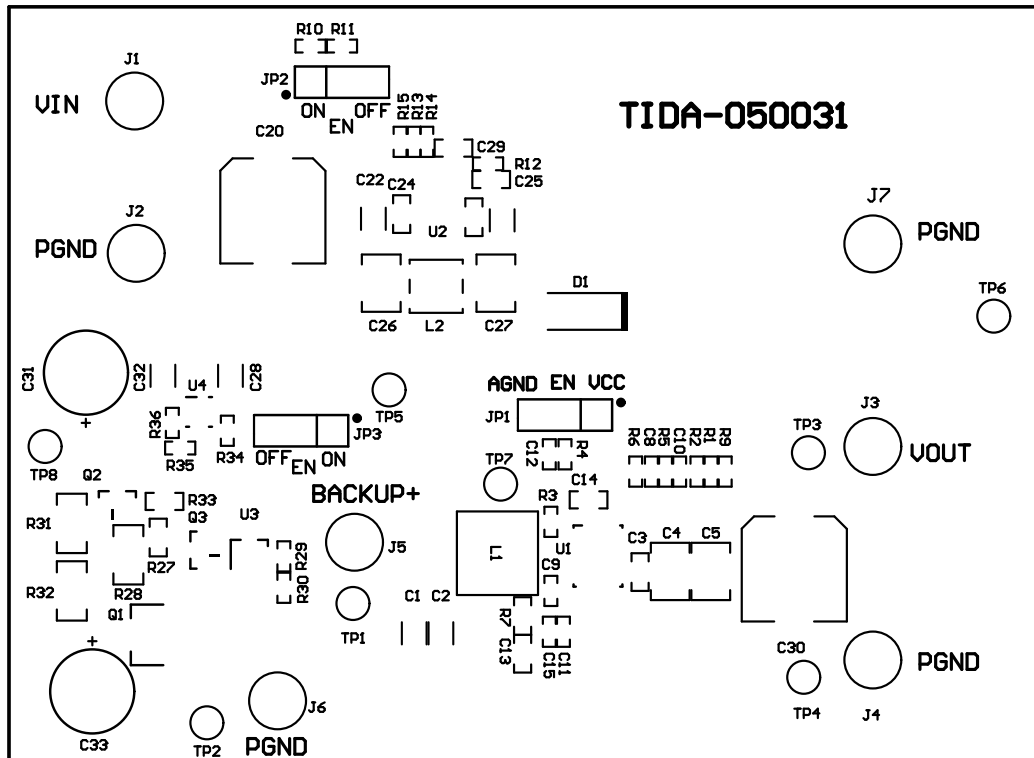 R10 R11
J1
JP2
VIN
ON OFF
EN
R15
R13
R14
TIDA-050031
C20
C29
R12
C25
C22
C24
J2
U2
PGND
J7
PGND
D1
TP6
C26
L2
C27
C31
C32
U4
C28
TP5
AGND EN VCC
JP1
+
R36
R35
R34
JP3
OFF ON
EN
TP8
C12
R4
R6
C8
R5
C10
R2
R1
R9
TP3
J3
VOUT
TP7
Q2
BACKUP+
C14
R33
R31
Q3
U3
R3
R27
J5
L1
U1
C9
C3
C4
C5
R29
R30
R32
R28
Q1
TP1
C1
C2
R7
C13
C15
C11
+
C30
PGND
TP4
J4
J6
C33
TP2
PGND